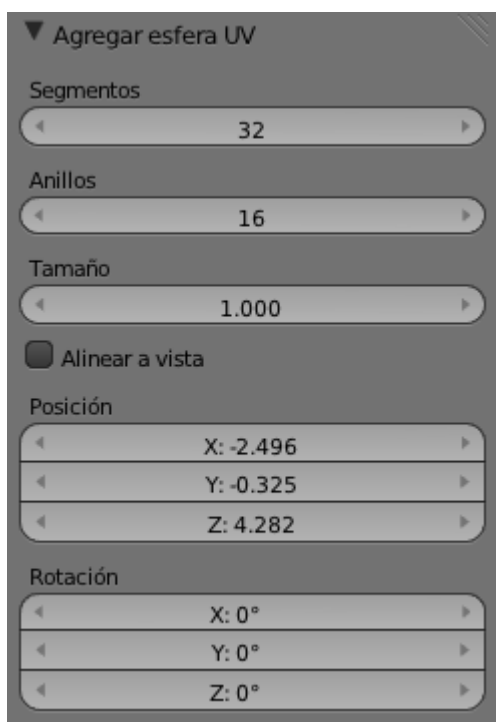 Agregar esfera UV
Segmentos
32
Anillos
16
Tamaño
1.000
Alinear a vista
Posición
X: -2.496
Y: -0.325
Z: 4.282
Rotación
X: 0°
Y: 0°
Z: 0°